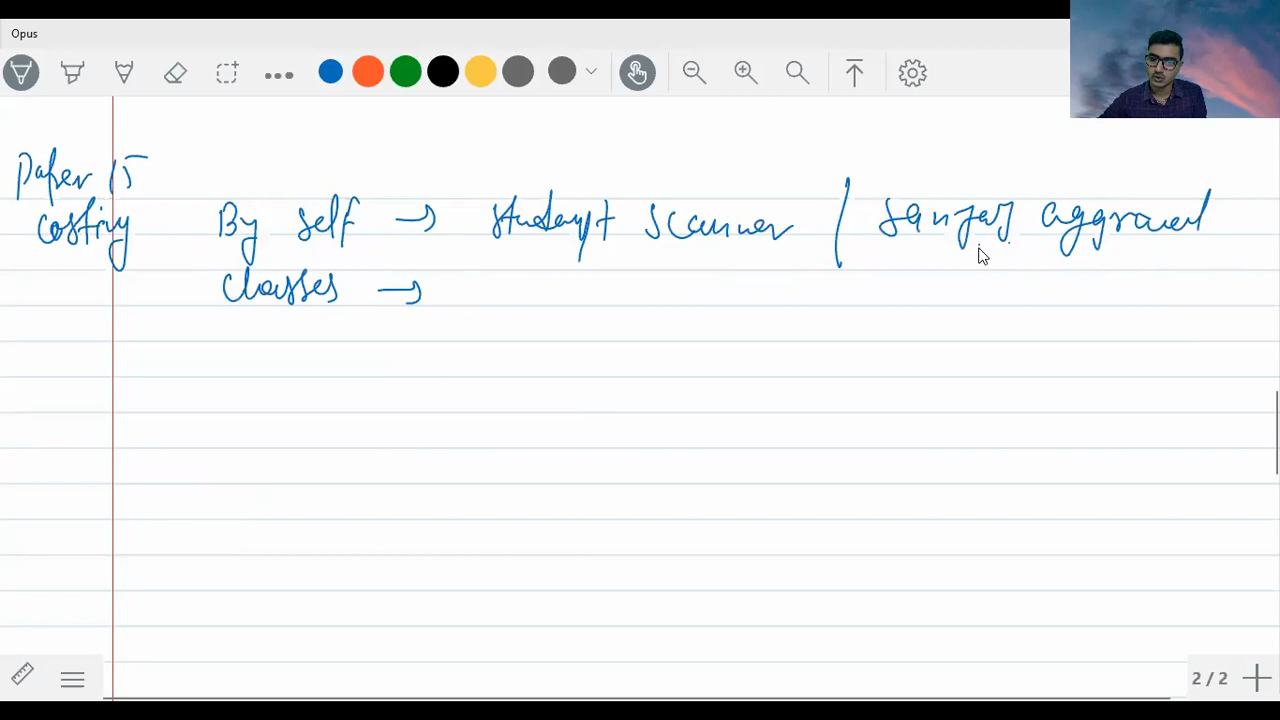 Opus
Paper 15
costing By self → student scanner / sanjay aggrawal
classes →
2 / 2